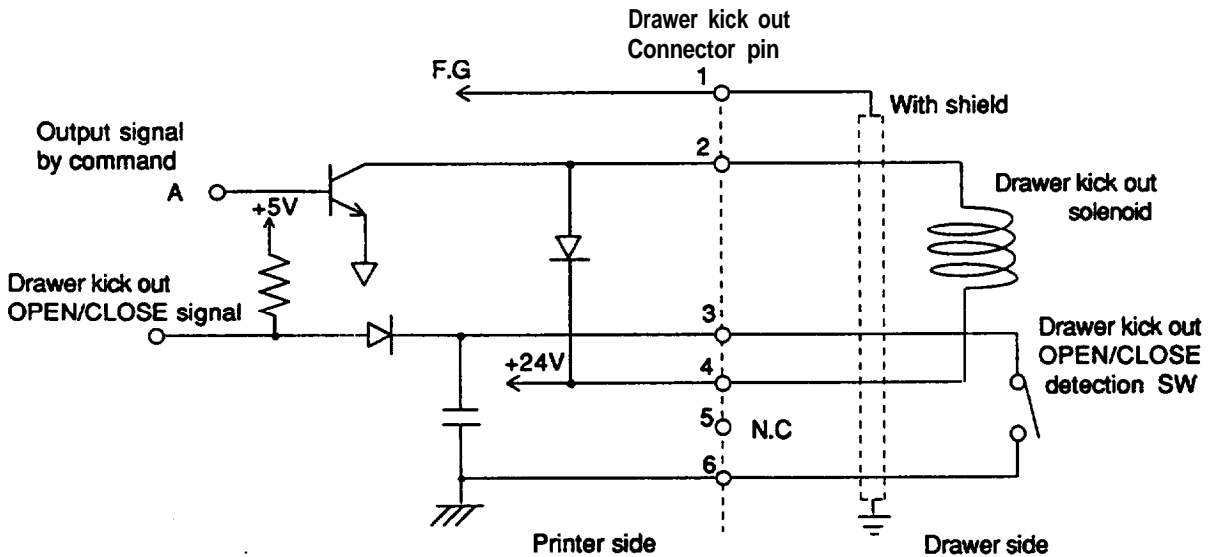 Drawer kick out
Connector pin
F.G
1
With shield
Output signal
by command
A
2
+5V
Drawer kick out
solenoid
Drawer kick out
OPEN/CLOSE signal
3
Drawer kick out
OPEN/CLOSE
detection SW
+24V
4
5
N.C
6
Printer side
Drawer side